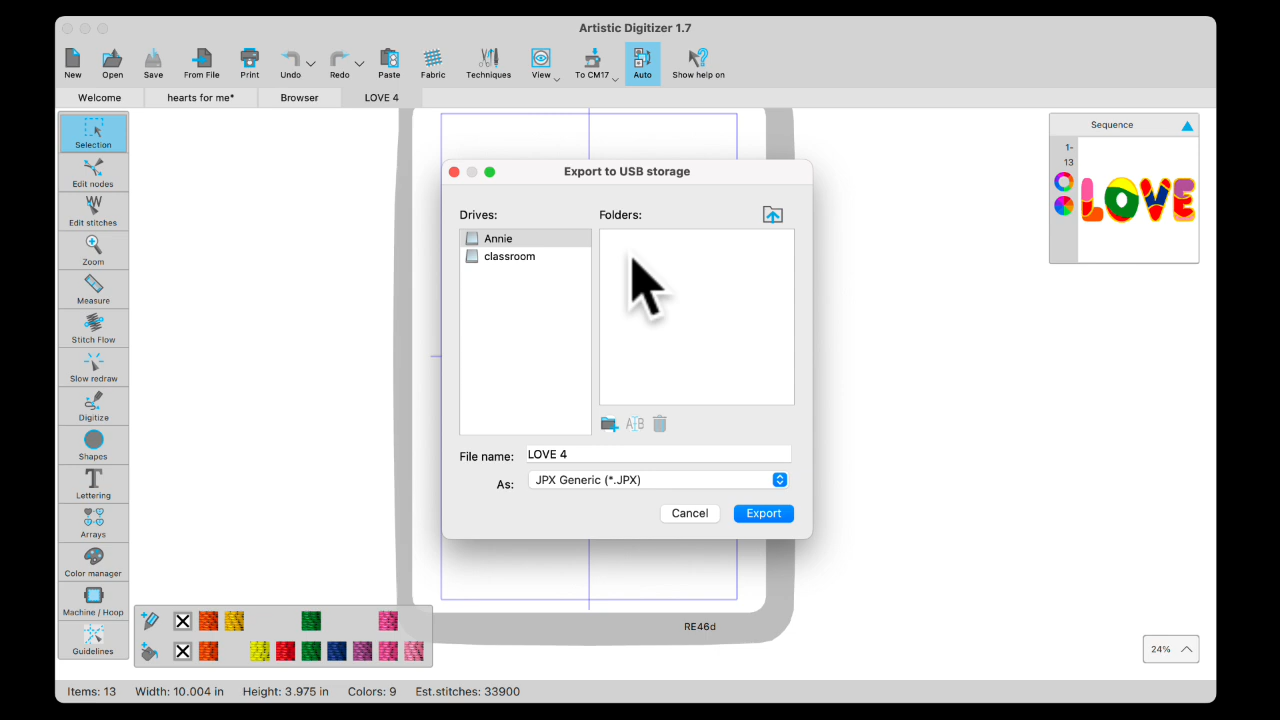 Artistic Digitizer 1.7
New Open Save From File Print Undo Redo Paste Fabric Techniques View To CM17 Auto Show help on
Welcome hearts for me* Browser LOVE 4
Selection
Edit nodes
Edit stitches
Zoom
Measure
Stitch Flow
Slow redraw
Digitize
Shapes
Lettering
Arrays
Color manager
Machine / Hoop
Guidelines
Export to USB storage
Drives: Folders:
Annie
classroom
AIB
File name: LOVE 4
As: JPX Generic (*.JPX)
Cancel Export
RE46d
Sequence
1-
13
LOVE
24%
Items: 13 Width: 10.004 in Height: 3.975 in Colors: 9 Est.stitches: 33900